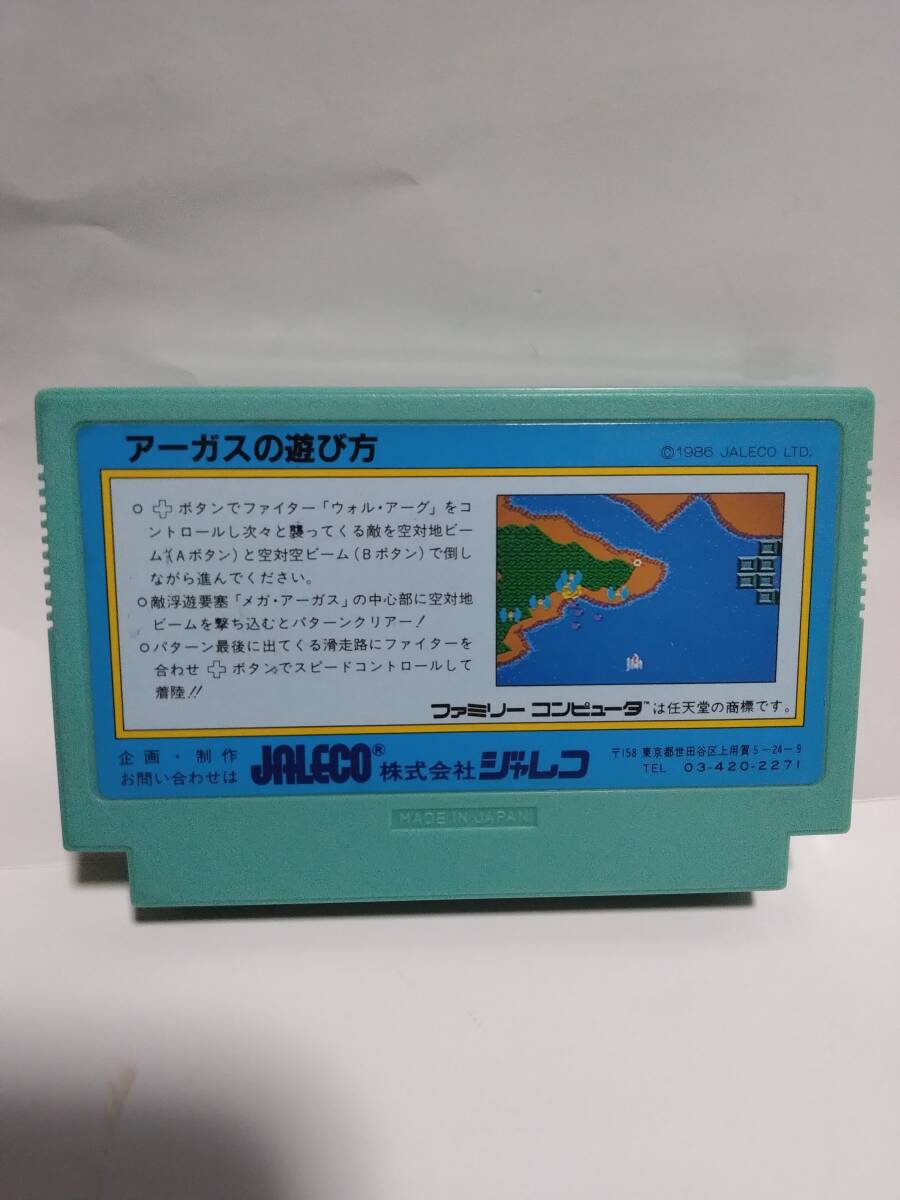 アーガスの遊び方
©1986 JALECO LTD.
○ ✚ ボタンでファイター「ウォル・アーグ」をコ
ントロールし次々と襲ってくる敵を空対地ビー
ム(Aボタン)と空対空ビーム(Bボタン)で倒し
ながら進んでください。
○敵浮遊要塞「メガ・アーガス」の中心部に空対地
ビームを撃ち込むとパターンクリアー!
○パターン最後に出てくる滑走路にファイターを
合わせ ✚ ボタンでスピードコントロールして
着陸!!
ファミリー コンピュータ™は任天堂の商標です。
企画・制作
お問い合わせは
JALECO® 株式会社 ジャレコ
〒158 東京都世田谷区上用賀5-24-9
TEL 03-420-2271
MADE IN JAPAN